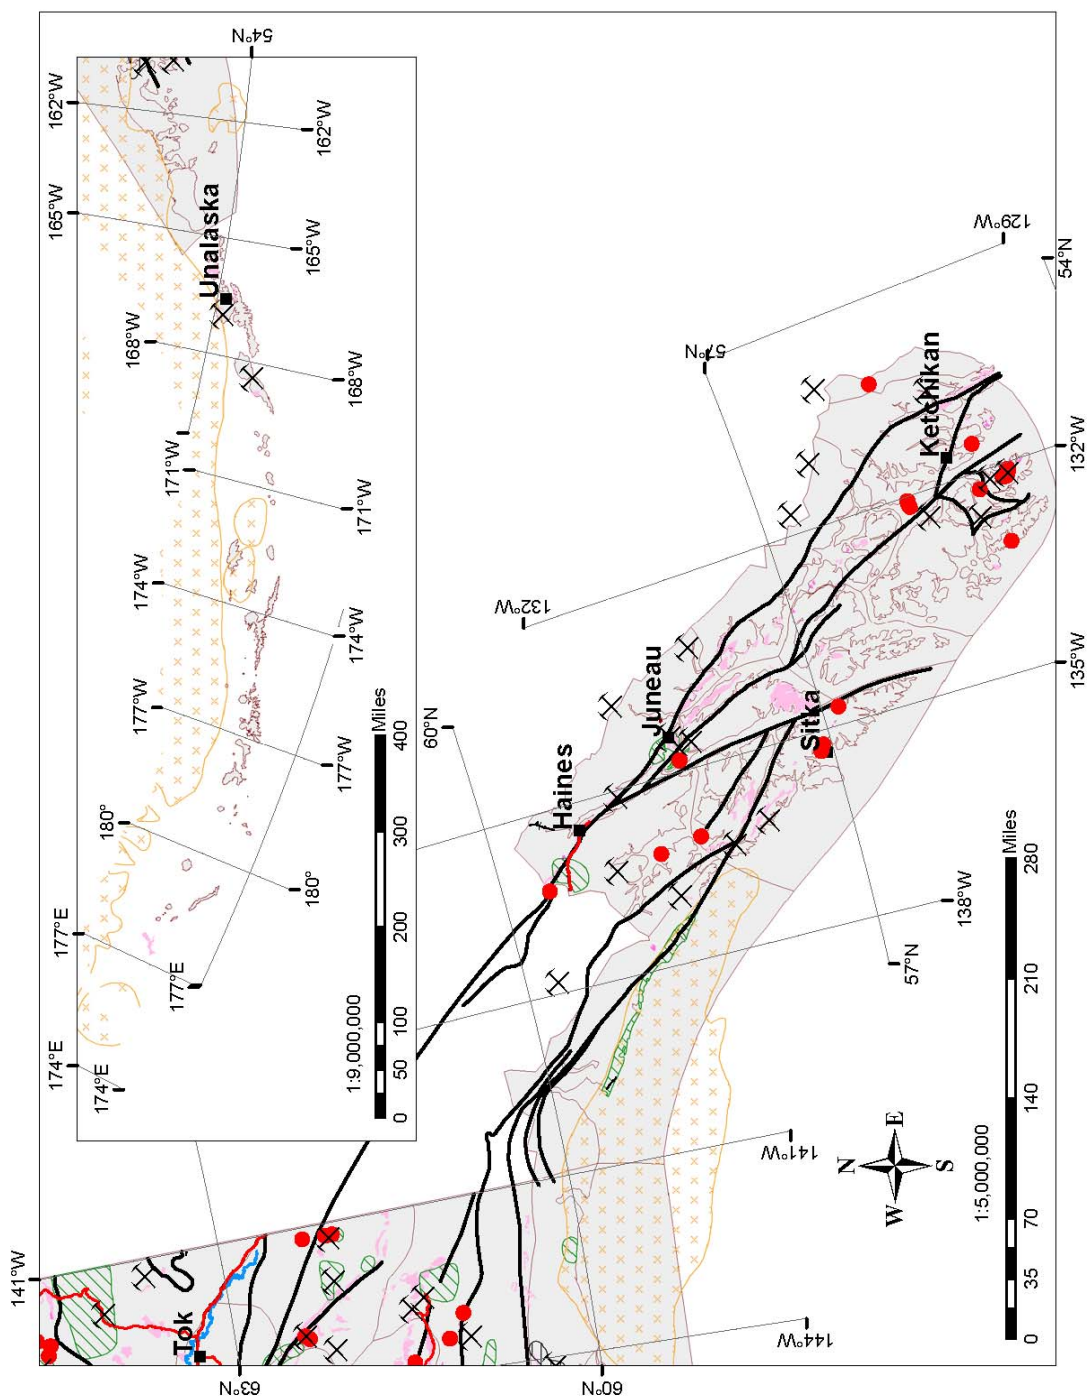 162°W
54°N
165°W
162°W
Unalaska
168°W
165°W
171°W
168°W
174°W
171°W
177°W
174°W
180°
177°W
177°E
180°
174°E
177°E
174°E
1:9,000,000
0 50 100 200 300 400
Miles
141°W
Tok
63°N
60°N
Haines
Juneau
132°W
Sitka
57°N
Ketchikan
129°W
54°N
132°W
135°W
138°W
57°N
141°W
144°W
60°N
N
W E
S
1:5,000,000
0 35 70 140 210 280
Miles